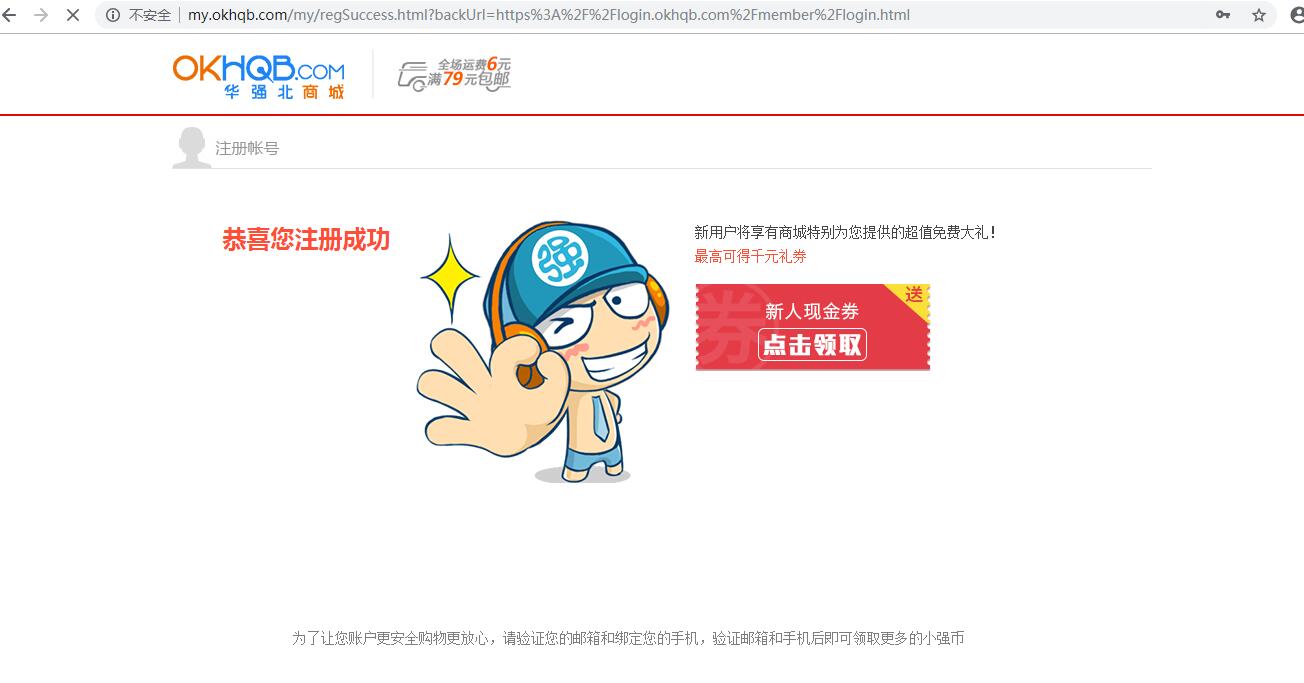 不安全 my.okhqb.com/my/regSuccess.html?backUrl=https%3A%2F%2Flogin.okhqb.com%2Fmember%2Flogin.html
OKHQB.COM
华强北商城
全场运费6元
满79元包邮
注册帐号
恭喜您注册成功
强
新用户将享有商城特别为您提供的超值免费大礼！
最高可得千元礼券
券
送
新人现金券
点击领取
为了让您账户更安全购物更放心，请验证您的邮箱和绑定您的手机，验证邮箱和手机后即可领取更多的小强币